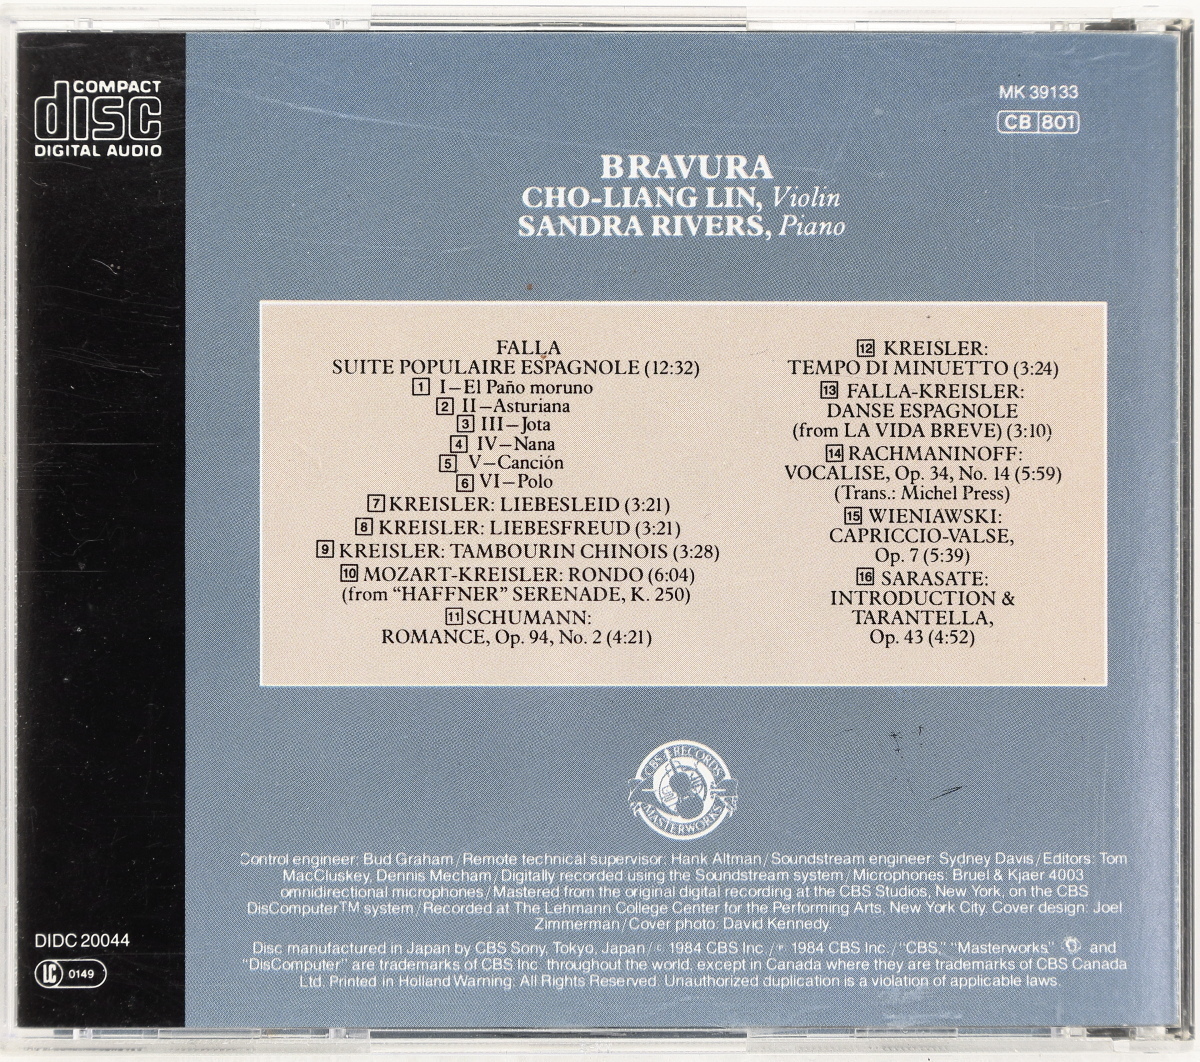 COMPACT
disc
DIGITAL AUDIO
MK 39133
CB 801
BRAVURA
CHO-LIANG LIN, Violin
SANDRA RIVERS, Piano
FALLA
SUITE POPULAIRE ESPAGNOLE (12:32)
1 I—El Paño moruno
2 II—Asturiana
3 III—Jota
4 IV—Nana
5 V—Canción
6 VI—Polo
7 KREISLER: LIEBESLEID (3:21)
8 KREISLER: LIEBESFREUD (3:21)
9 KREISLER: TAMBOURIN CHINOIS (3:28)
10 MOZART-KREISLER: RONDO (6:04)
(from “HAFFNER” SERENADE, K. 250)
11 SCHUMANN:
ROMANCE, Op. 94, No. 2 (4:21)
12 KREISLER:
TEMPO DI MINUETTO (3:24)
13 FALLA-KREISLER:
DANSE ESPAGNOLE
(from LA VIDA BREVE) (3:10)
14 RACHMANINOFF:
VOCALISE, Op. 34, No. 14 (5:59)
(Trans.: Michel Press)
15 WIENIAWSKI:
CAPRICCIO-VALSE,
Op. 7 (5:39)
16 SARASATE:
INTRODUCTION &
TARANTELLA,
Op. 43 (4:52)
CBS RECORDS
MASTERWORKS
Control engineer: Bud Graham/Remote technical supervisor: Hank Altman/Soundstream engineer: Sydney Davis/Editors: Tom
MacCluskey, Dennis Mecham/Digitally recorded using the Soundstream system/Microphones: Bruel & Kjaer 4003
omnidirectional microphones/Mastered from the original digital recording at the CBS Studios, New York, on the CBS
DisComputer™ system/Recorded at The Lehmann College Center for the Performing Arts, New York City. Cover design: Joel
Zimmerman/Cover photo: David Kennedy.
Disc manufactured in Japan by CBS Sony, Tokyo, Japan/© 1984 CBS Inc./℗ 1984 CBS Inc./“CBS,” “Masterworks” and
“DisComputer” are trademarks of CBS Inc. throughout the world, except in Canada where they are trademarks of CBS Canada
Ltd. Printed in Holland Warning: All Rights Reserved. Unauthorized duplication is a violation of applicable laws.
DIDC 20044
LC 0149